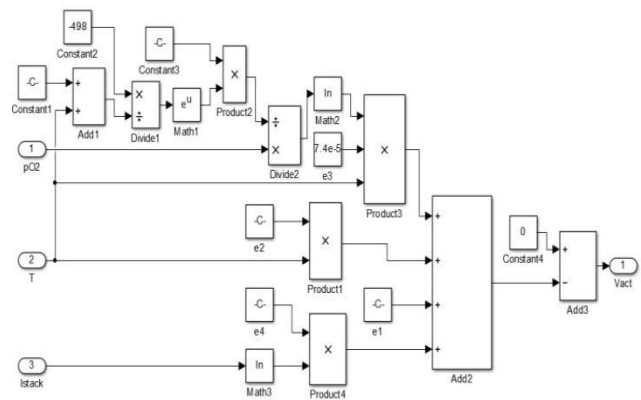 -498
Constant2
-C-
Constant3
-C-
Constant1
+
+
Add1
×
÷
Divide1
e^u
Math1
×
Product2
÷
×
Divide2
ln
Math2
7.4e-5
e3
×
Product3
1
pO2
2
T
-C-
e2
×
Product1
-C-
e4
3
Istack
ln
Math3
×
Product4
-C-
e1
+
+
+
+
Add2
0
Constant4
+
−
Add3
1
Vact